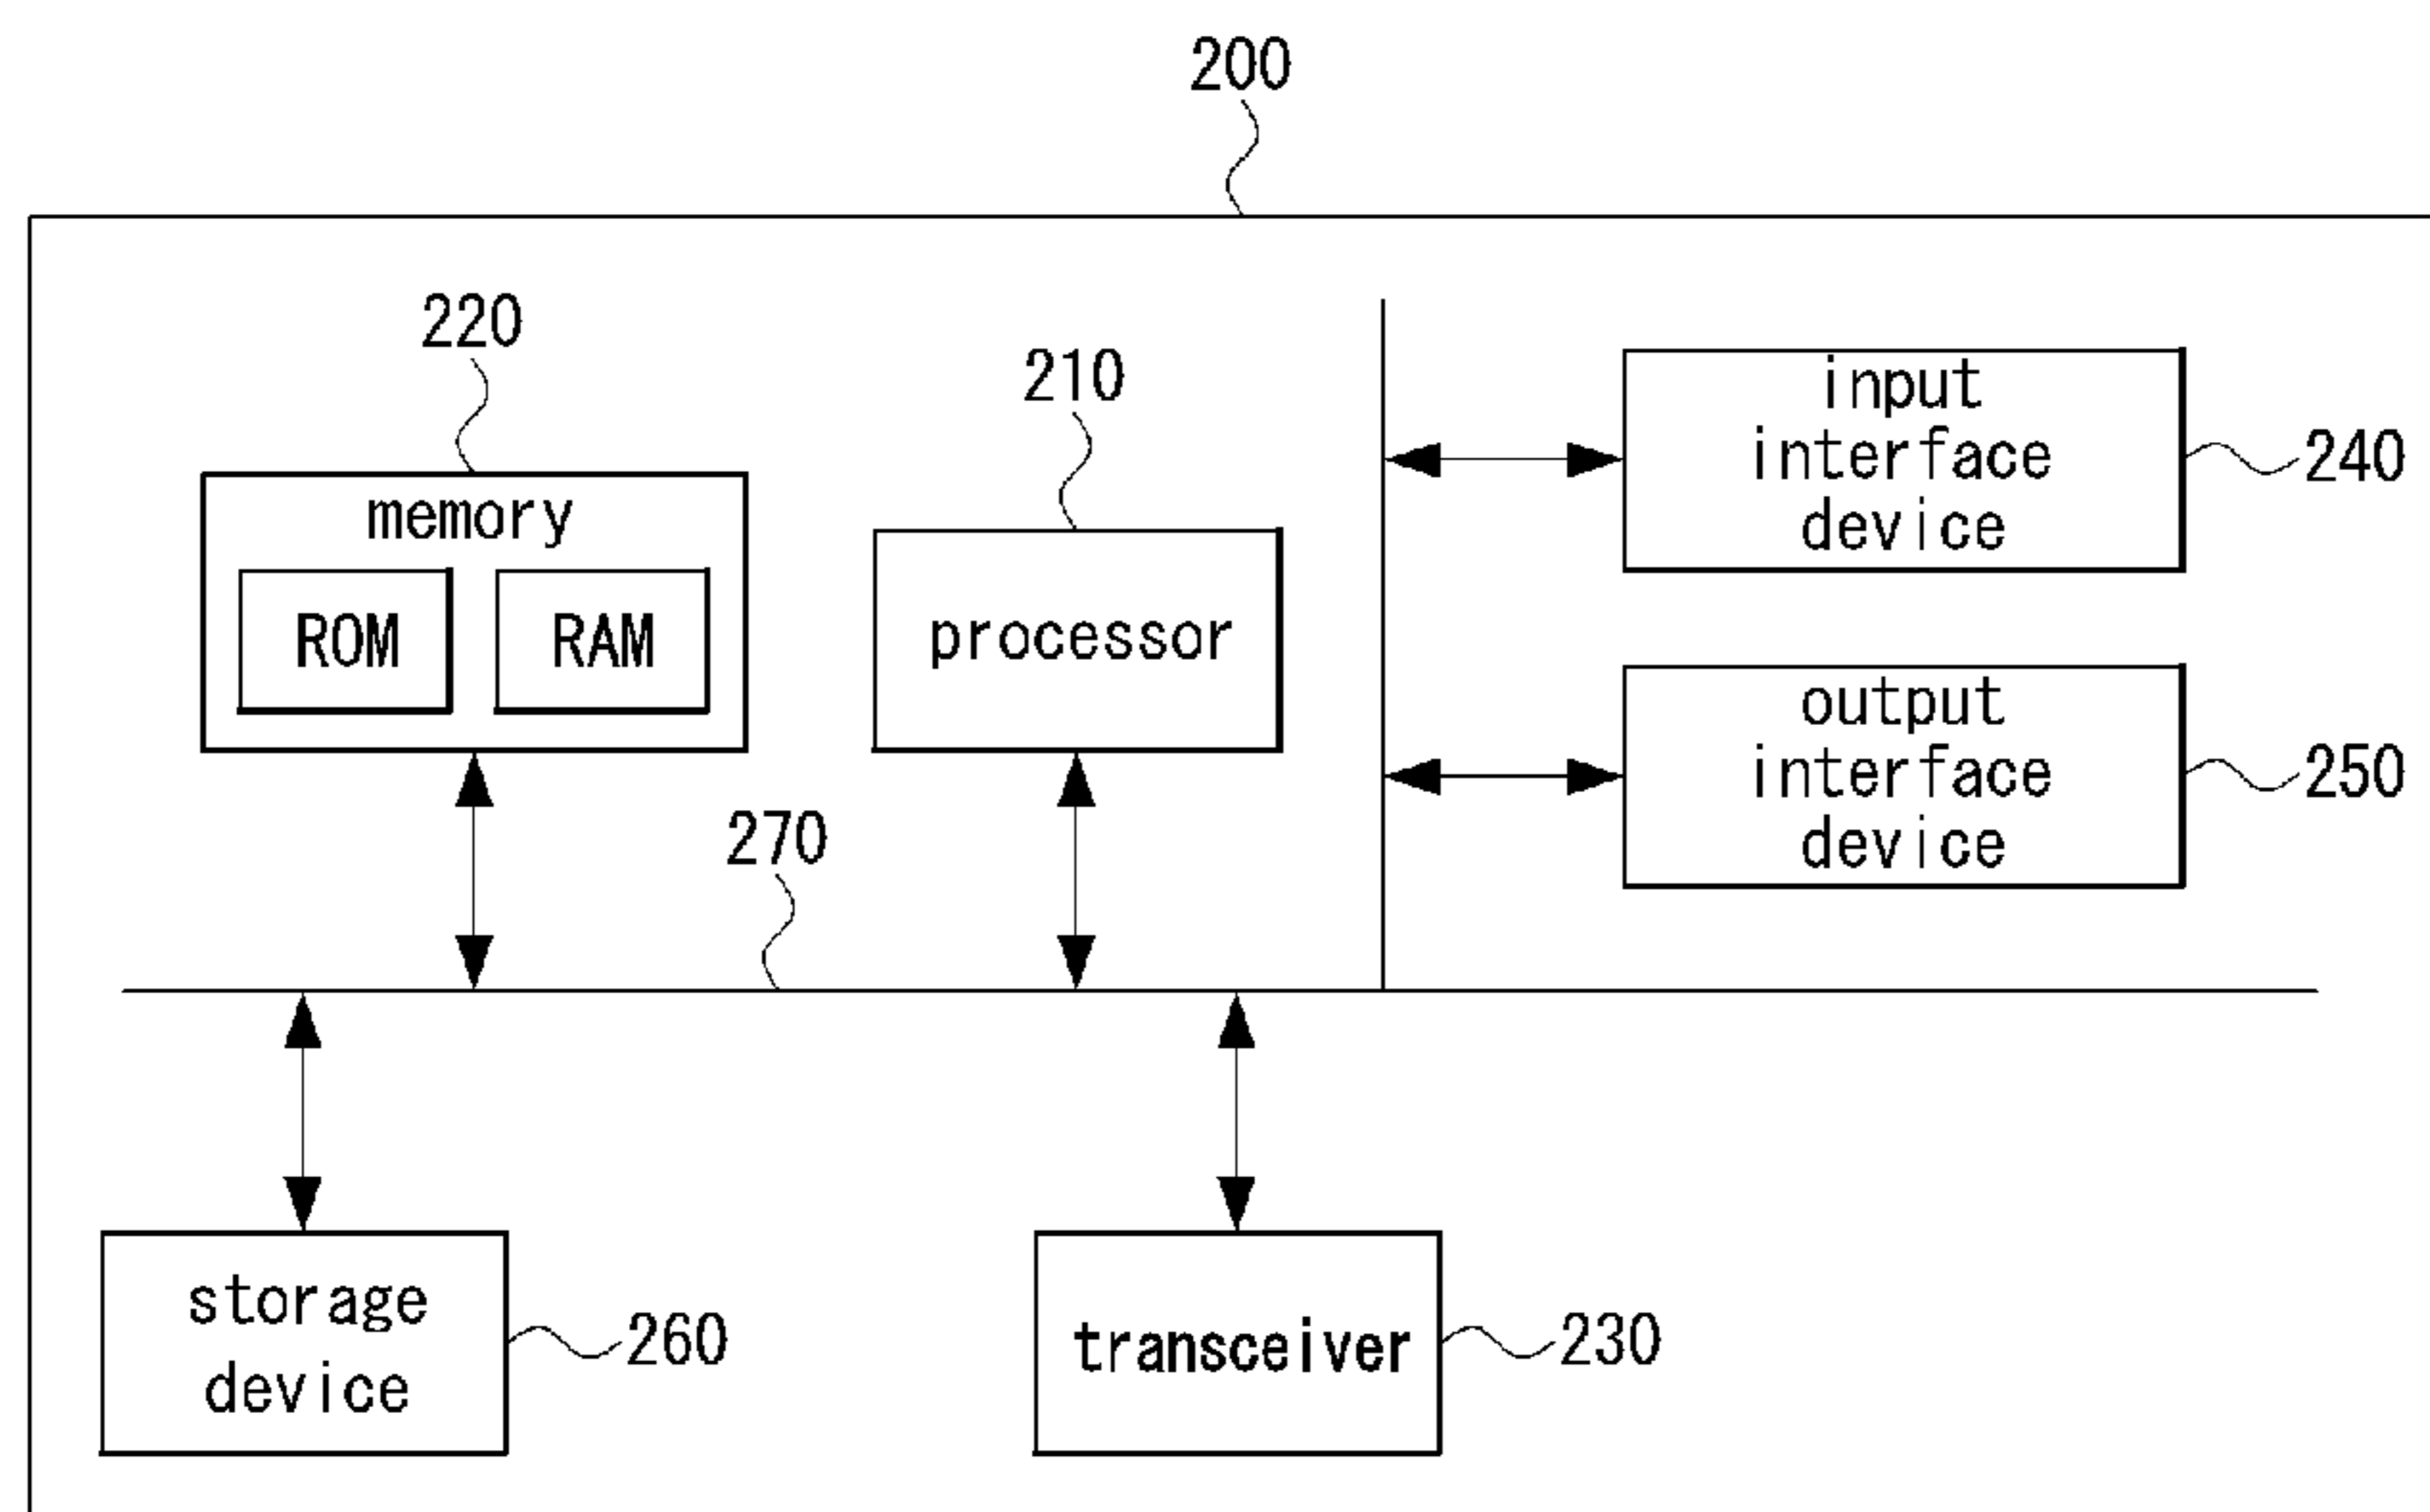 200
220
210
memory
ROM
RAM
processor
input
interface
device
240
output
interface
device
250
270
storage
device
260
transceiver
230